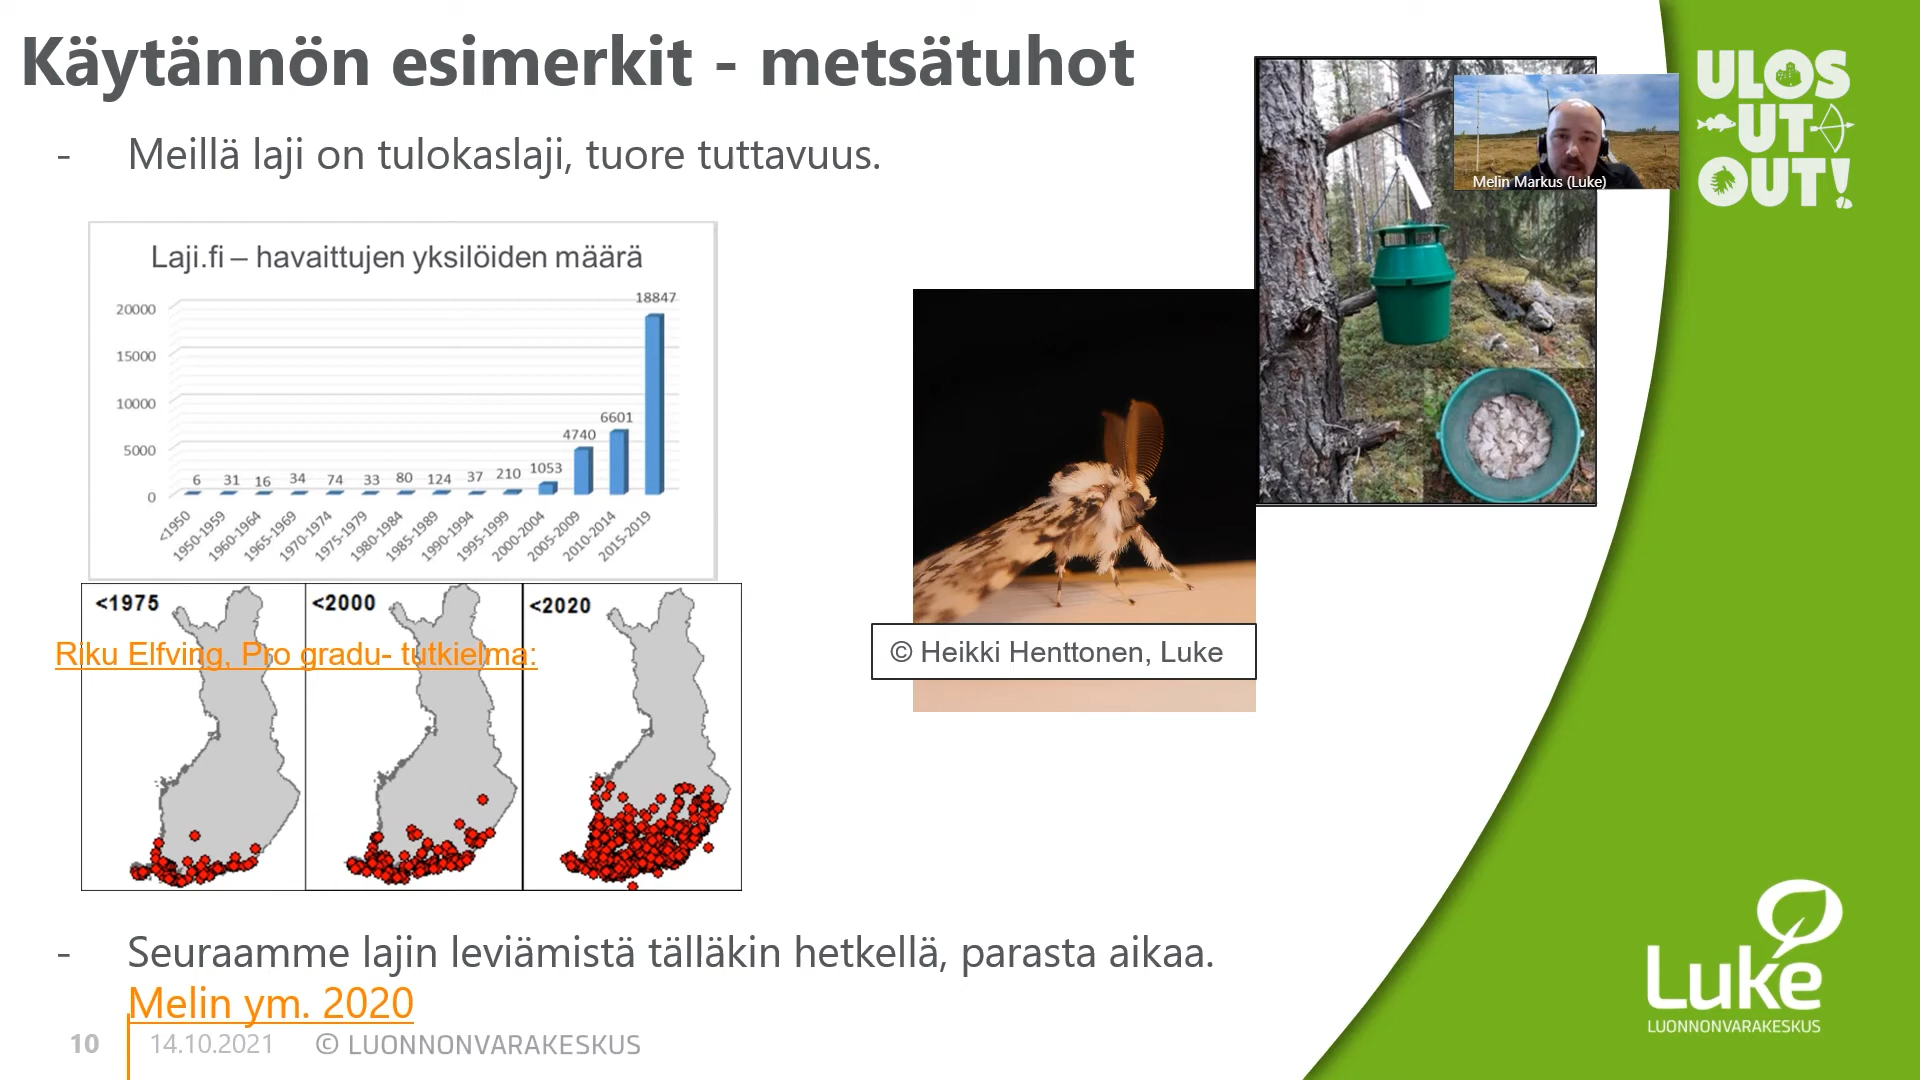 Käytännön esimerkit - metsätuhot
- Meillä laji on tulokaslaji, tuore tuttavuus.
Laji.fi – havaittujen yksilöiden määrä
20000
15000
10000
5000
0
6 31 16 34 74 33 80 124 37 210 1053 4740 6601 18847
<1950 1950-1959 1960-1964 1965-1969 1970-1974 1975-1979 1980-1984 1985-1989 1990-1994 1995-1999 2000-2004 2005-2009 2010-2014 2015-2019
<1975 <2000 <2020
Riku Elfving, Pro gradu- tutkielma:
© Heikki Henttonen, Luke
Melin Markus (Luke)
ULOS
UT
OUT!
- Seuraamme lajin leviämistä tälläkin hetkellä, parasta aikaa.
Melin ym. 2020
10 14.10.2021 © LUONNONVARAKESKUS
Luke
LUONNONVARAKESKUS